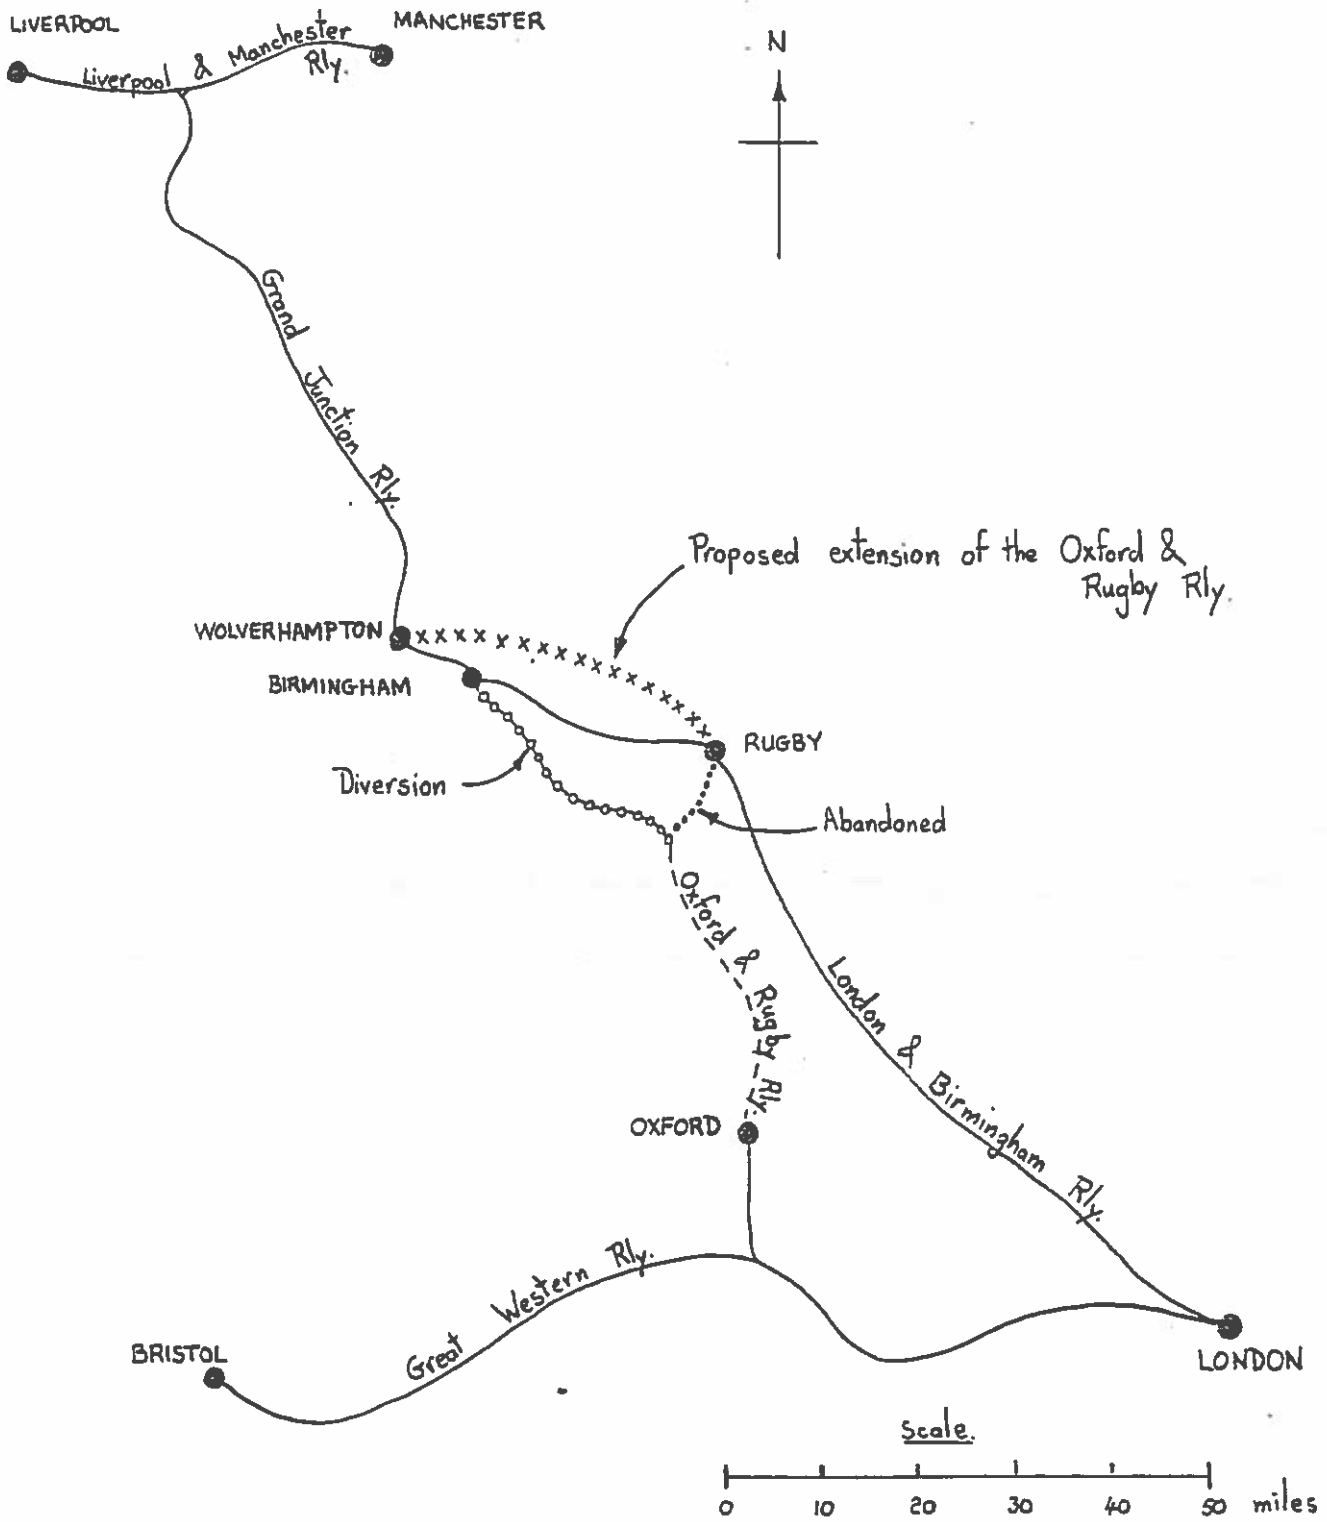 LIVERPOOL
MANCHESTER
Liverpool & Manchester
Rly.
N
Grand Junction Rly.
Proposed extension of the Oxford &
Rugby Rly.
WOLVERHAMPTON
BIRMINGHAM
RUGBY
Diversion
Abandoned
Oxford & Rugby Rly.
London & Birmingham Rly.
OXFORD
Great Western Rly.
BRISTOL
LONDON
Scale.
0 10 20 30 40 50 miles